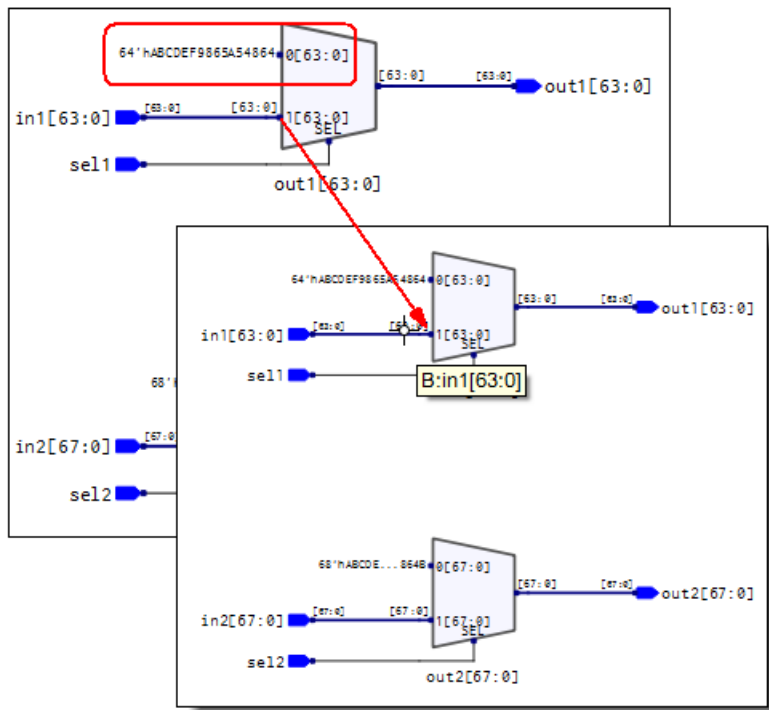 64'hABCDEF9865A54864 0[63:0]
[63:0] [63:0] out1[63:0]
in1[63:0] [63:0] [63:0] 1[63:0]
SEL
sel1
out1[63:0]
64'hABCDEF9865A54864 0[63:0]
[63:0] [63:0] out1[63:0]
in1[63:0] [63:0] 1[63:0]
SEL
sel1
B:in1[63:0]
68'h
in2[67:0] [67:0]
sel2
68'hABCDE...864B 0[67:0]
[67:0] [67:0] out2[67:0]
in2[67:0] [67:0] [67:0] 1[67:0]
SEL
sel2
out2[67:0]